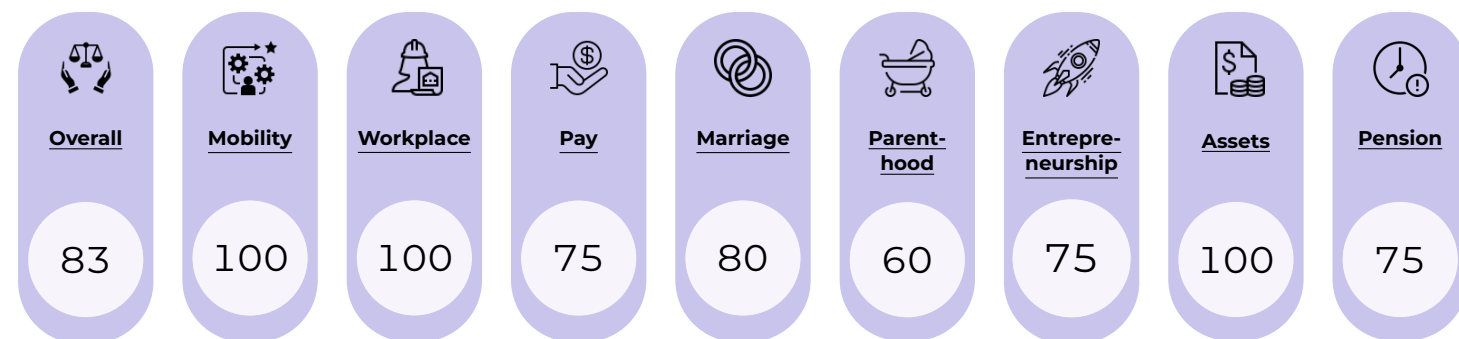 Overall
83
Mobility
100
Workplace
100
$
Pay
75
Marriage
80
Parent-
hood
60
Entrepre-
neurship
75
$
Assets
100
!
Pension
75